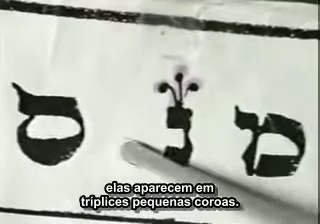 מ נ ס
elas aparecem em
tríplices pequenas coroas.